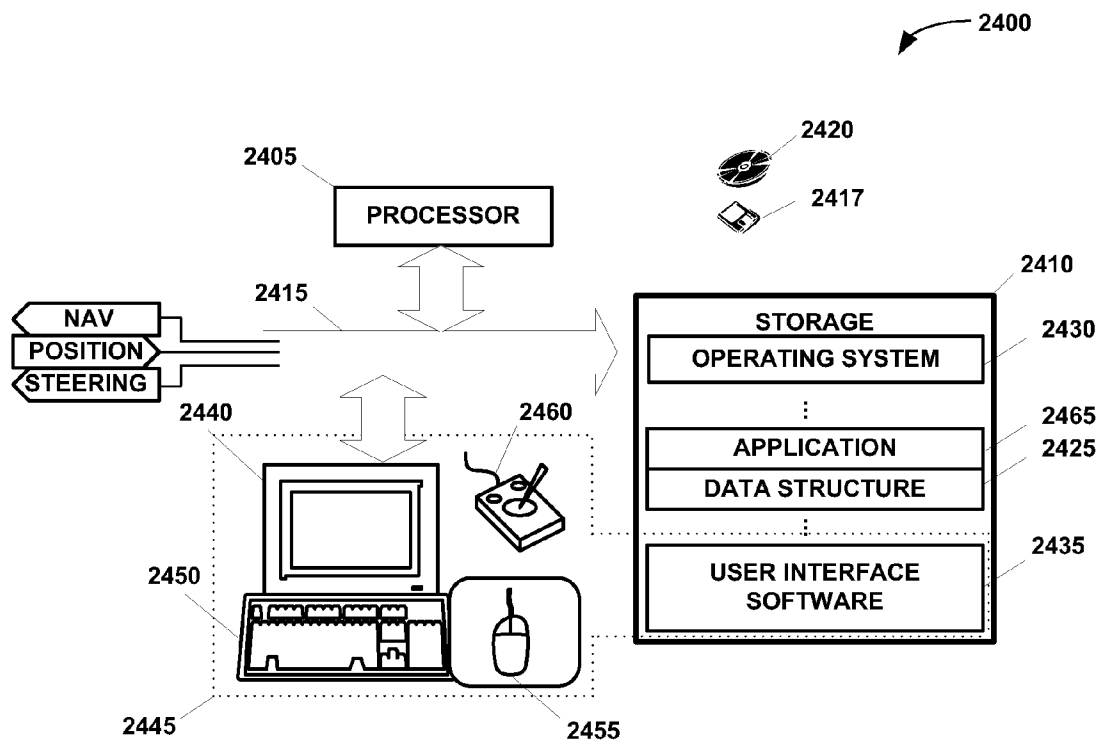 2400
2420
2405
2417
PROCESSOR
2410
2415
NAV
STORAGE
2430
POSITION
OPERATING SYSTEM
STEERING
2440
2460
2465
APPLICATION
2425
DATA STRUCTURE
2435
2450
USER INTERFACE
SOFTWARE
2445
2455